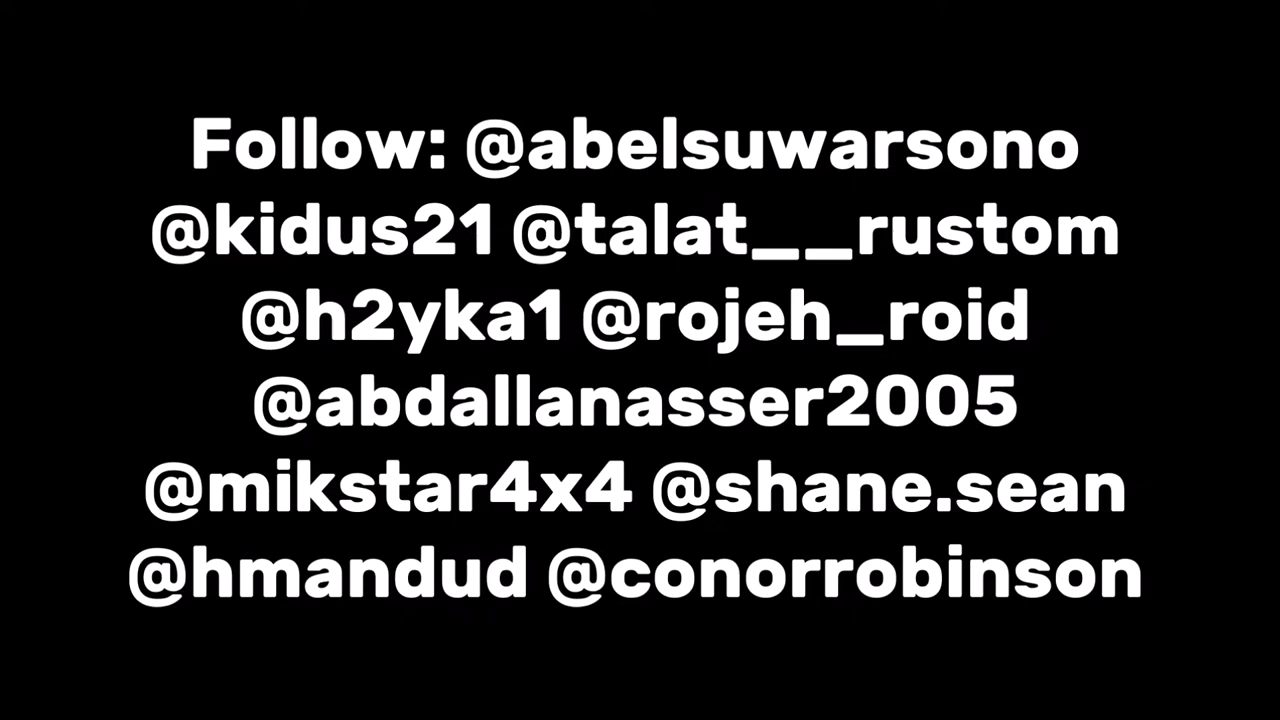 Follow: @abelsuwarsono
@kidus21 @talat__rustom
@h2yka1 @rojeh_roid
@abdallanasser2005
@mikstar4x4 @shane.sean
@hmandud @conorrobinson